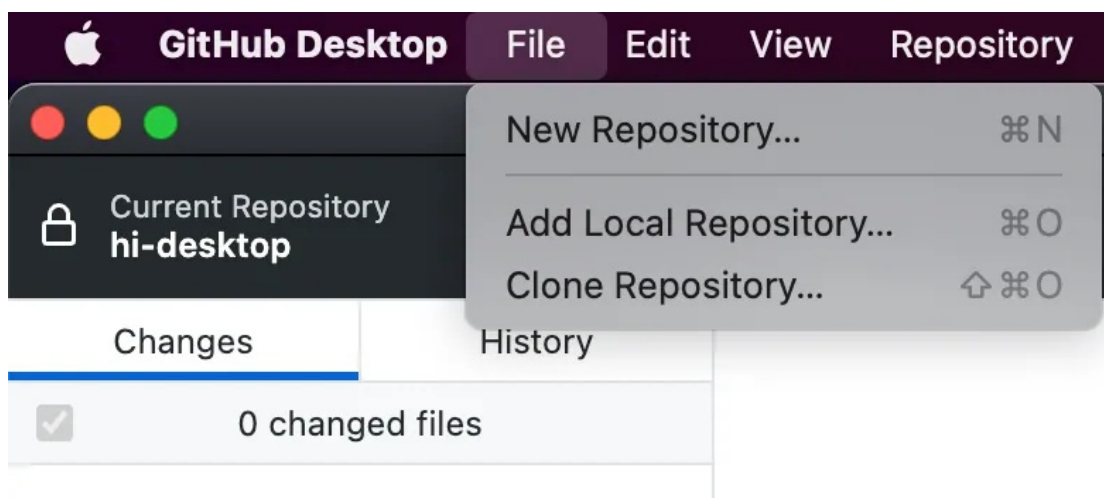 GitHub Desktop File Edit View Repository
New Repository... ⌘N
Add Local Repository... ⌘O
Clone Repository... ⇧⌘O
Current Repository
hi-desktop
Changes History
0 changed files